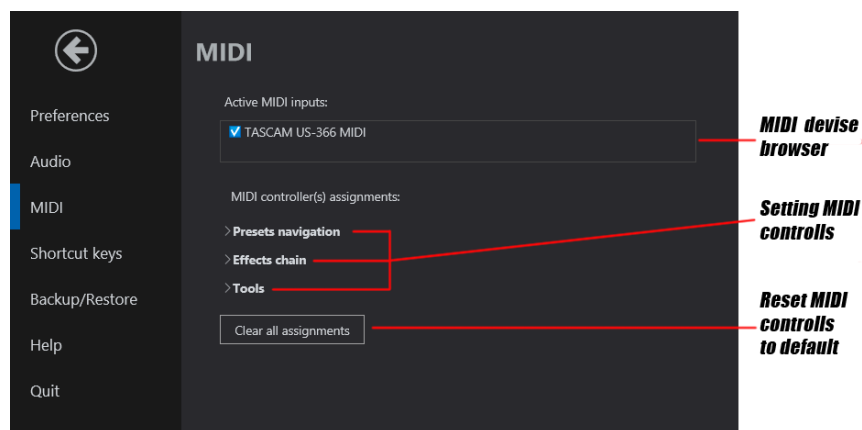 MIDI
Active MIDI inputs:
TASCAM US-366 MIDI
MIDI controller(s) assignments:
Presets navigation
Effects chain
Tools
Clear all assignments
Preferences
Audio
MIDI
Shortcut keys
Backup/Restore
Help
Quit
MIDI devise
browser
Setting MIDI
controlls
Reset MIDI
controlls
to default